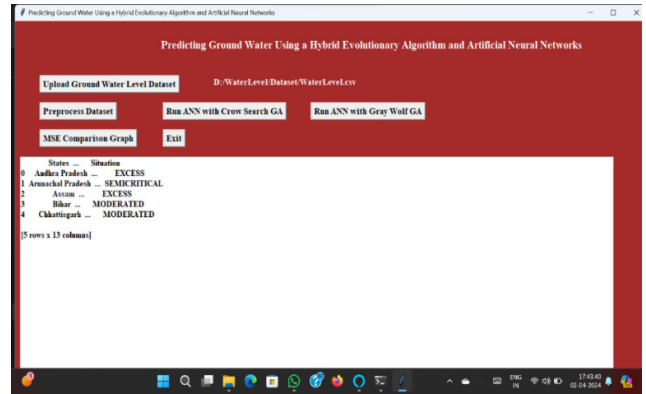 Predicting Ground Water Using a Hybrid Evolutionary Algorithm and Artificial Neural Networks
Predicting Ground Water Using a Hybrid Evolutionary Algorithm and Artificial Neural Networks
Upload Ground Water Level Dataset D:/WaterLevel/Dataset/WaterLevel.csv
Preprocess Dataset Run ANN with Crow Search GA Run ANN with Gray Wolf GA
MSE Comparison Graph Exit
States ... Situation
0 Andhra Pradesh ... EXCESS
1 Arunachal Pradesh ... SEMICRITICAL
2 Assam ... EXCESS
3 Bihar ... MODERATED
4 Chhattisgarh ... MODERATED
[5 rows x 13 columns]
ENG 17:43:40
IN 02-04-2024